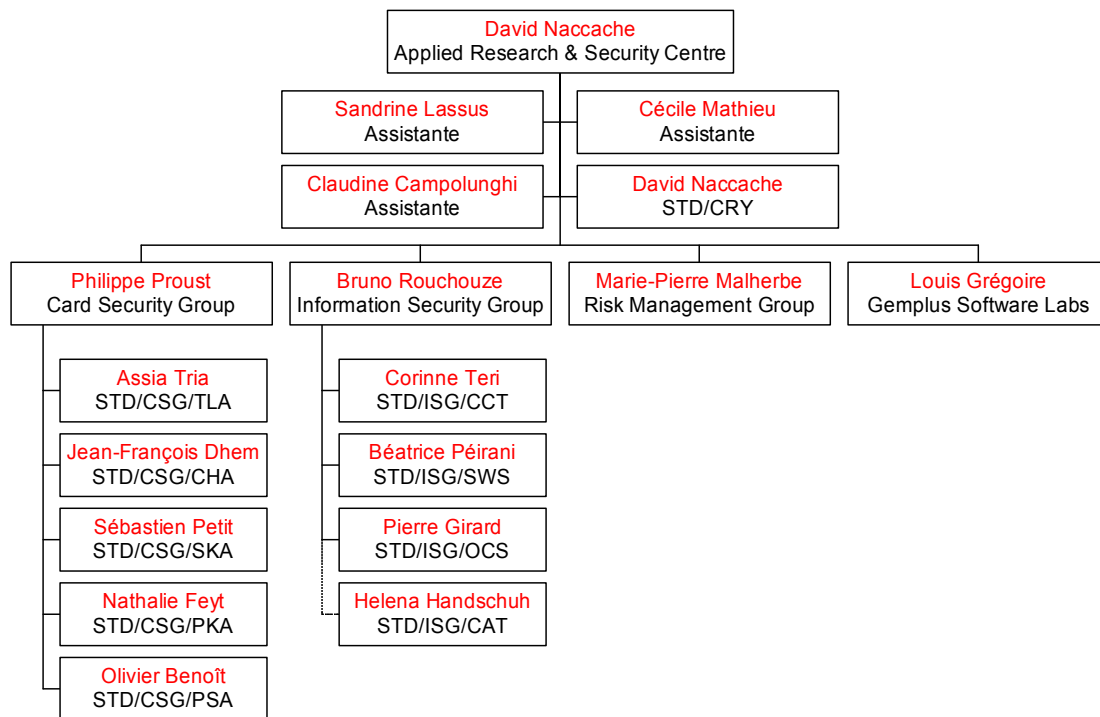 David Naccache
Applied Research & Security Centre
Sandrine Lassus
Assistante
Cécile Mathieu
Assistante
Claudine Campolunghi
Assistante
David Naccache
STD/CRY
Philippe Proust
Card Security Group
Bruno Rouchouze
Information Security Group
Marie-Pierre Malherbe
Risk Management Group
Louis Grégoire
Gemplus Software Labs
Assia Tria
STD/CSG/TLA
Jean-François Dhem
STD/CSG/CHA
Sébastien Petit
STD/CSG/SKA
Nathalie Feyt
STD/CSG/PKA
Olivier Benoît
STD/CSG/PSA
Corinne Teri
STD/ISG/CCT
Béatrice Péirani
STD/ISG/SWS
Pierre Girard
STD/ISG/OCS
Helena Handschuh
STD/ISG/CAT